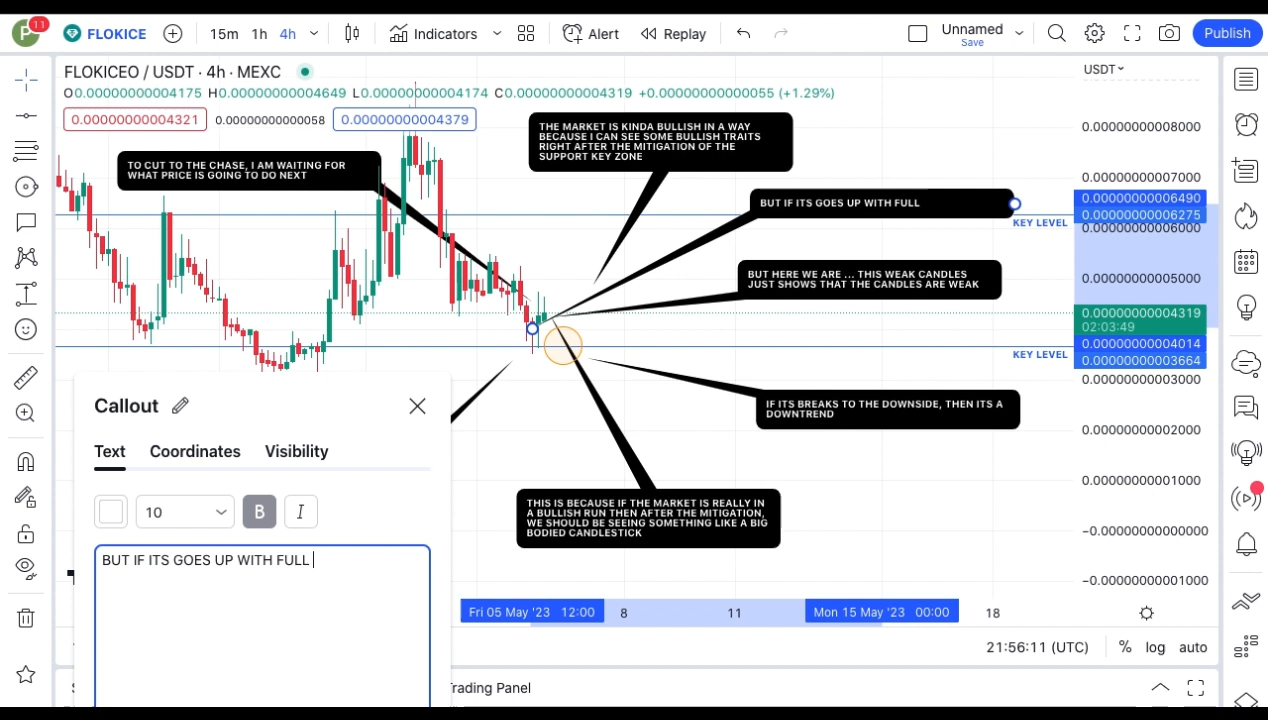 P 11 FLOKICE 15m 1h 4h Indicators Alert Replay Unnamed Publish
Save
FLOKICEO / USDT · 4h · MEXC
USDT
O0.00000000004175 H0.00000000004649 L0.00000000004174 C0.00000000004319 +0.00000000000055 (+1.29%)
0.00000000004321 0.00000000000058 0.00000000004379
THE MARKET IS KINDA BULLISH IN A WAY
BECAUSE I CAN SEE SOME BULLISH TRAITS
RIGHT AFTER THE MITIGATION OF THE
SUPPORT KEY ZONE
TO CUT TO THE CHASE, I AM WAITING FOR
WHAT PRICE IS GOING TO DO NEXT
BUT IF ITS GOES UP WITH FULL
KEY LEVEL
BUT HERE WE ARE ... THIS WEAK CANDLES
JUST SHOWS THAT THE CANDLES ARE WEAK
KEY LEVEL
IF ITS BREAKS TO THE DOWNSIDE, THEN ITS A
DOWNTREND
THIS IS BECAUSE IF THE MARKET IS REALLY IN
A BULLISH RUN THEN AFTER THE MITIGATION,
WE SHOULD BE SEEING SOMETHING LIKE A BIG
BODIED CANDLESTICK
0.00000000008000
0.00000000007000
0.00000000006490
0.00000000006275
0.00000000006000
0.00000000005000
0.00000000004319
02:03:49
0.00000000004014
0.00000000003664
0.00000000003000
0.00000000002000
0.00000000001000
−0.00000000000000
−0.00000000001000
Callout
Text Coordinates Visibility
10 B I
BUT IF ITS GOES UP WITH FULL
Fri 05 May '23 12:00 8 11 Mon 15 May '23 00:00 18
21:56:11 (UTC) % log auto
Trading Panel